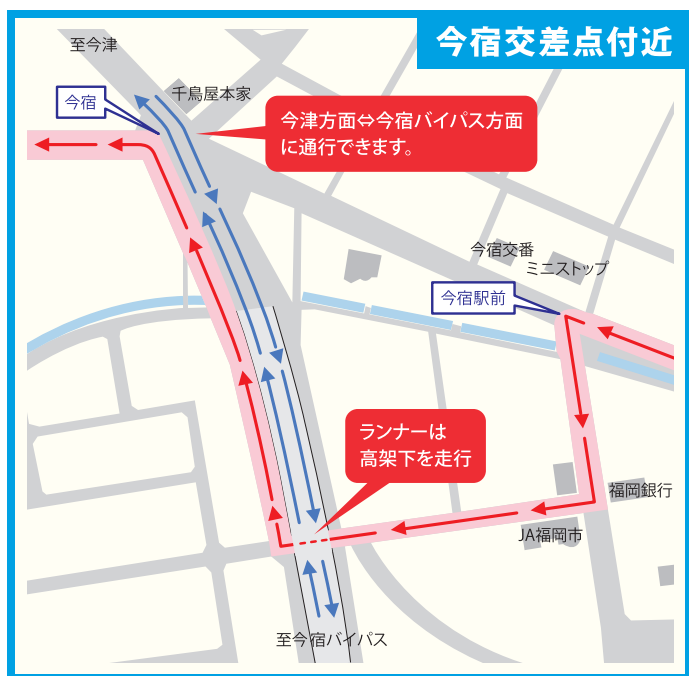 今宿交差点付近
至今津
千鳥屋本家
今宿
今津方面⇔今宿バイパス方面
に通行できます。
今宿交番
ミニストップ
今宿駅前
ランナーは
高架下を走行
福岡銀行
JA福岡市
至今宿バイパス